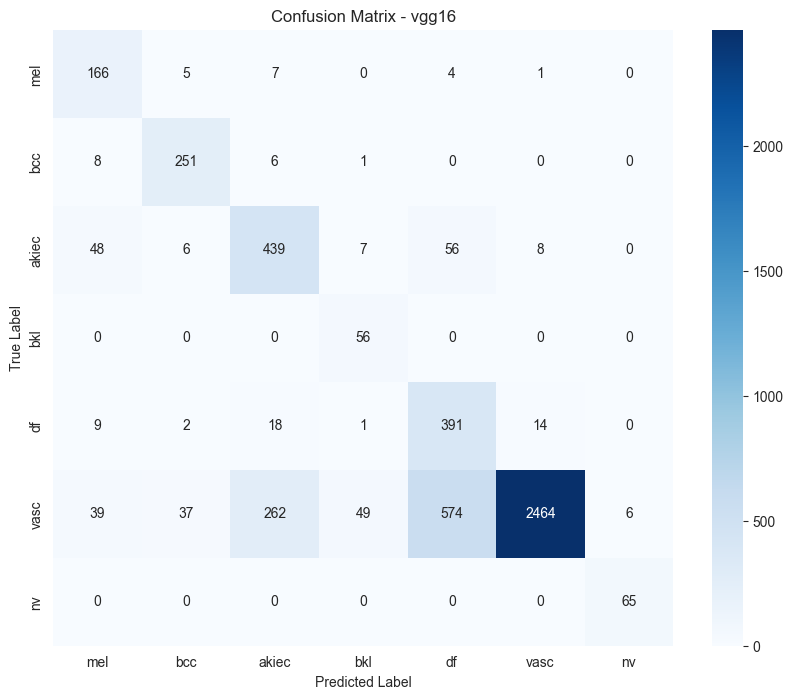 Confusion Matrix - vgg16
mel 166 5 7 0 4 1 0
bcc 8 251 6 1 0 0 0
akiec 48 6 439 7 56 8 0
bkl 0 0 0 56 0 0 0
df 9 2 18 1 391 14 0
vasc 39 37 262 49 574 2464 6
nv 0 0 0 0 0 0 65
mel bcc akiec bkl df vasc nv
Predicted Label
True Label
2000
1500
1000
500
0